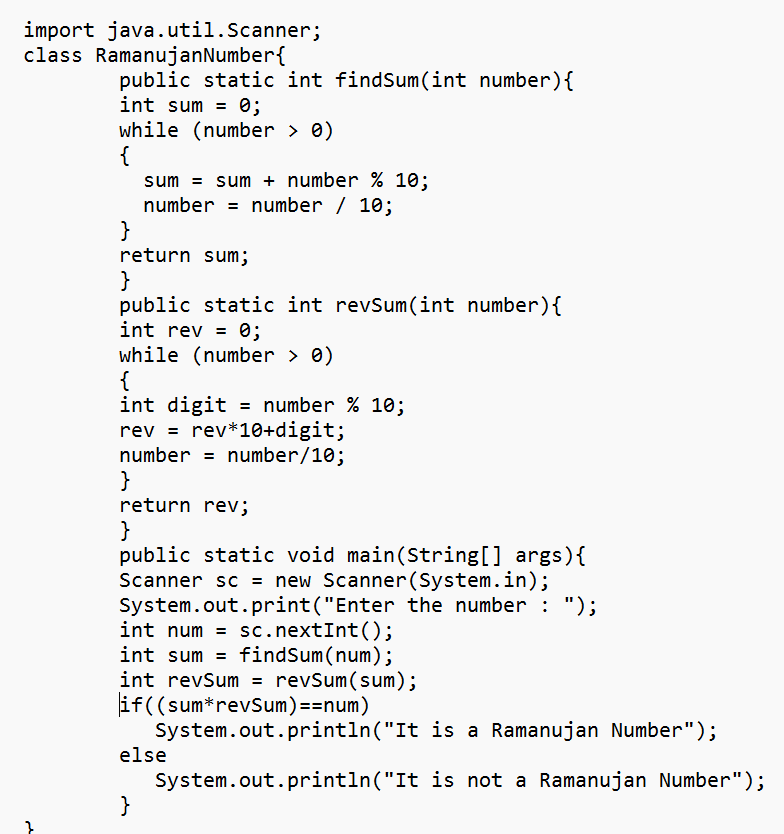 import java.util.Scanner;
class RamanujanNumber{
        public static int findSum(int number){
        int sum = 0;
        while (number > 0)
        {
          sum = sum + number % 10;
          number = number / 10;
        }
        return sum;
        }
        public static int revSum(int number){
        int rev = 0;
        while (number > 0)
        {
        int digit = number % 10;
        rev = rev*10+digit;
        number = number/10;
        }
        return rev;
        }
        public static void main(String[] args){
        Scanner sc = new Scanner(System.in);
        System.out.print("Enter the number : ");
        int num = sc.nextInt();
        int sum = findSum(num);
        int revSum = revSum(sum);
        if((sum*revSum)==num)
           System.out.println("It is a Ramanujan Number");
        else
           System.out.println("It is not a Ramanujan Number");
        }
}